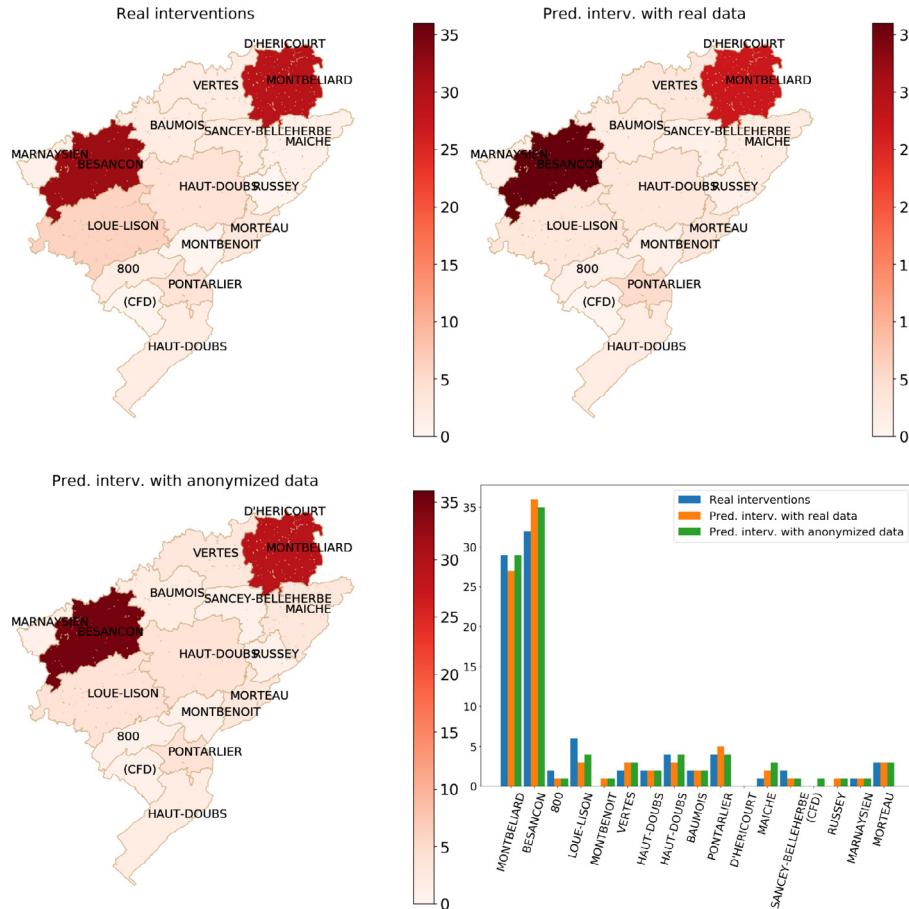 Real interventions
D'HERICOURT
MONTBELIARD
VERTES
BAUMOIS
SANCEY-BELLEHERBE
MAICHE
MARNAYSIEN
BESANCON
HAUT-DOUBS
RUSSEY
LOUE-LISON
MORTEAU
MONTBENOIT
800
PONTARLIER
(CFD)
HAUT-DOUBS
35
30
25
20
15
10
5
0
Pred. interv. with real data
D'HERICOURT
MONTBELIARD
VERTES
BAUMOIS
SANCEY-BELLEHERBE
MAICHE
MARNAYSIEN
BESANCON
HAUT-DOUBS
RUSSEY
LOUE-LISON
MORTEAU
MONTBENOIT
800
PONTARLIER
(CFD)
HAUT-DOUBS
3
3
2
2
1
1
5
0
Pred. interv. with anonymized data
D'HERICOURT
MONTBELIARD
VERTES
BAUMOIS
SANCEY-BELLEHERBE
MAICHE
MARNAYSIEN
BESANCON
HAUT-DOUBS
RUSSEY
LOUE-LISON
MORTEAU
MONTBENOIT
800
PONTARLIER
(CFD)
HAUT-DOUBS
35
30
25
20
15
10
5
0
Real interventions
Pred. interv. with real data
Pred. interv. with anonymized data
35
30
25
20
15
10
5
0
MONTBELIARD
BESANCON
800
LOUE-LISON
MONTBENOIT
VERTES
HAUT-DOUBS
HAUT-DOUBS
BAUMOIS
PONTARLIER
D'HERICOURT
MAICHE
SANCEY-BELLEHERBE
(CFD)
RUSSEY
MARNAYSIEN
MORTEAU